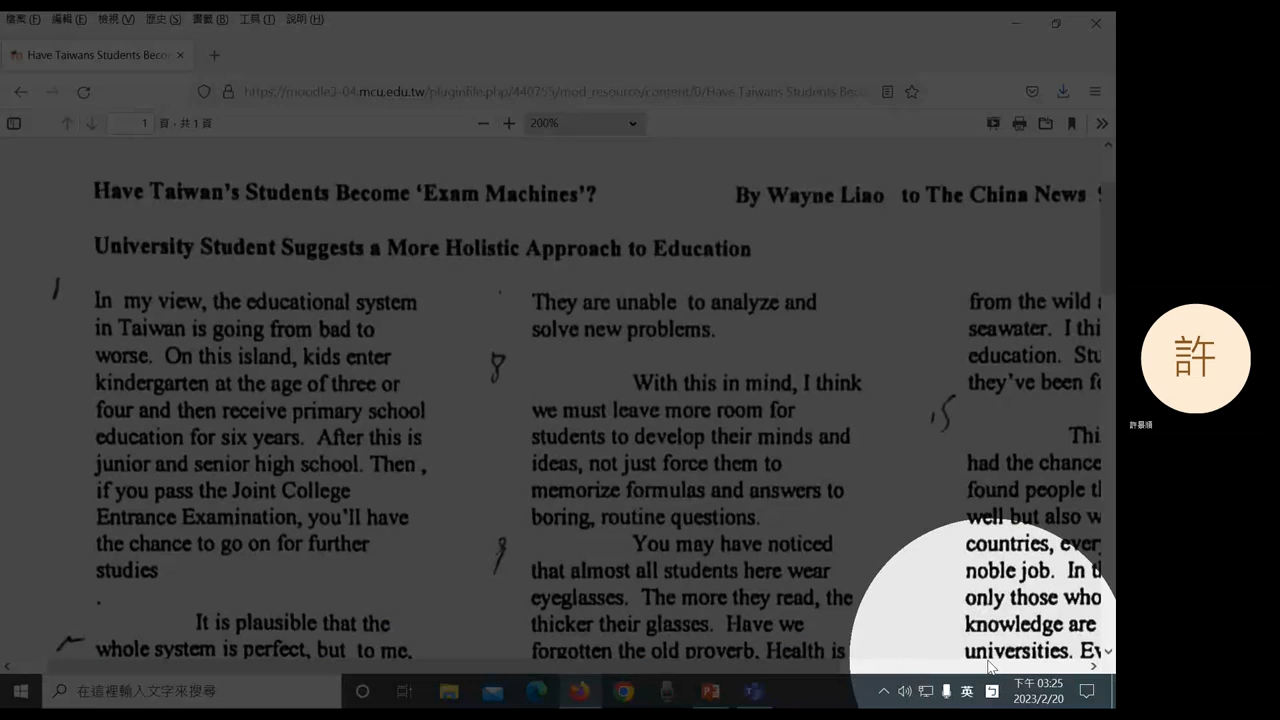 檔案(F) 編輯(E) 檢視(V) 歷史(S) 書籤(B) 工具(T) 說明(H)
Have Taiwans Students Beco
https://moodle3-04.mcu.edu.tw/pluginfile.php/440755/mod_resource/content/0/Have Taiwans Students Beco
1 頁，共 1 頁
200%
Have Taiwan's Students Become 'Exam Machines'? By Wayne Liao to The China News
University Student Suggests a More Holistic Approach to Education
1
In my view, the educational system
in Taiwan is going from bad to
worse. On this island, kids enter
kindergarten at the age of three or
four and then receive primary school
education for six years. After this is
junior and senior high school. Then ,
if you pass the Joint College
Entrance Examination, you'll have
the chance to go on for further
studies
.
It is plausible that the
whole system is perfect, but to me,
They are unable to analyze and
solve new problems.
8
With this in mind, I think
we must leave more room for
students to develop their minds and
ideas, not just force them to
memorize formulas and answers to
boring, routine questions.
9
You may have noticed
that almost all students here wear
eyeglasses. The more they read, the
thicker their glasses. Have we
forgotten the old proverb, Health is
from the wild
seawater. I thi
education. Stu
they've been fo
15
Thi
had the chance
found people th
well but also w
countries, every
noble job. In th
only those who
knowledge are
universities. Ev
在這裡輸入文字來搜尋
英
下午 03:25
2023/2/20
許
許景順